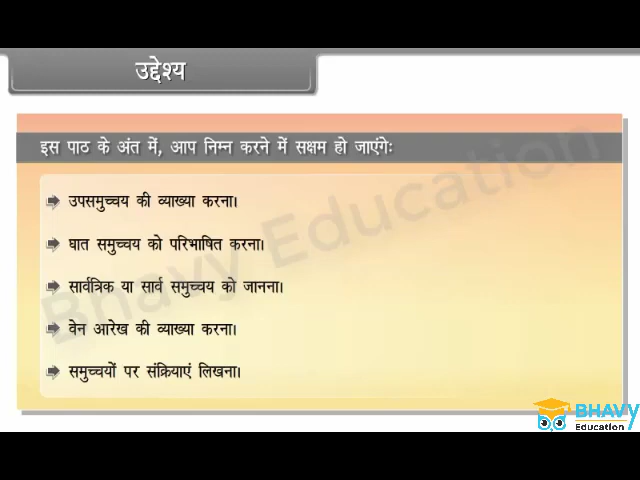 उद्देश्य
इस पाठ के अंत में, आप निम्न करने में सक्षम हो जाएंगेः
उपसमुच्चय की व्याख्या करना।
घात समुच्चय को परिभाषित करना।
सार्वत्रिक या सार्व समुच्चय को जानना।
वेन आरेख की व्याख्या करना।
समुच्चयों पर संक्रियाएं लिखना।
Bhavy Education
BHAVY
Education